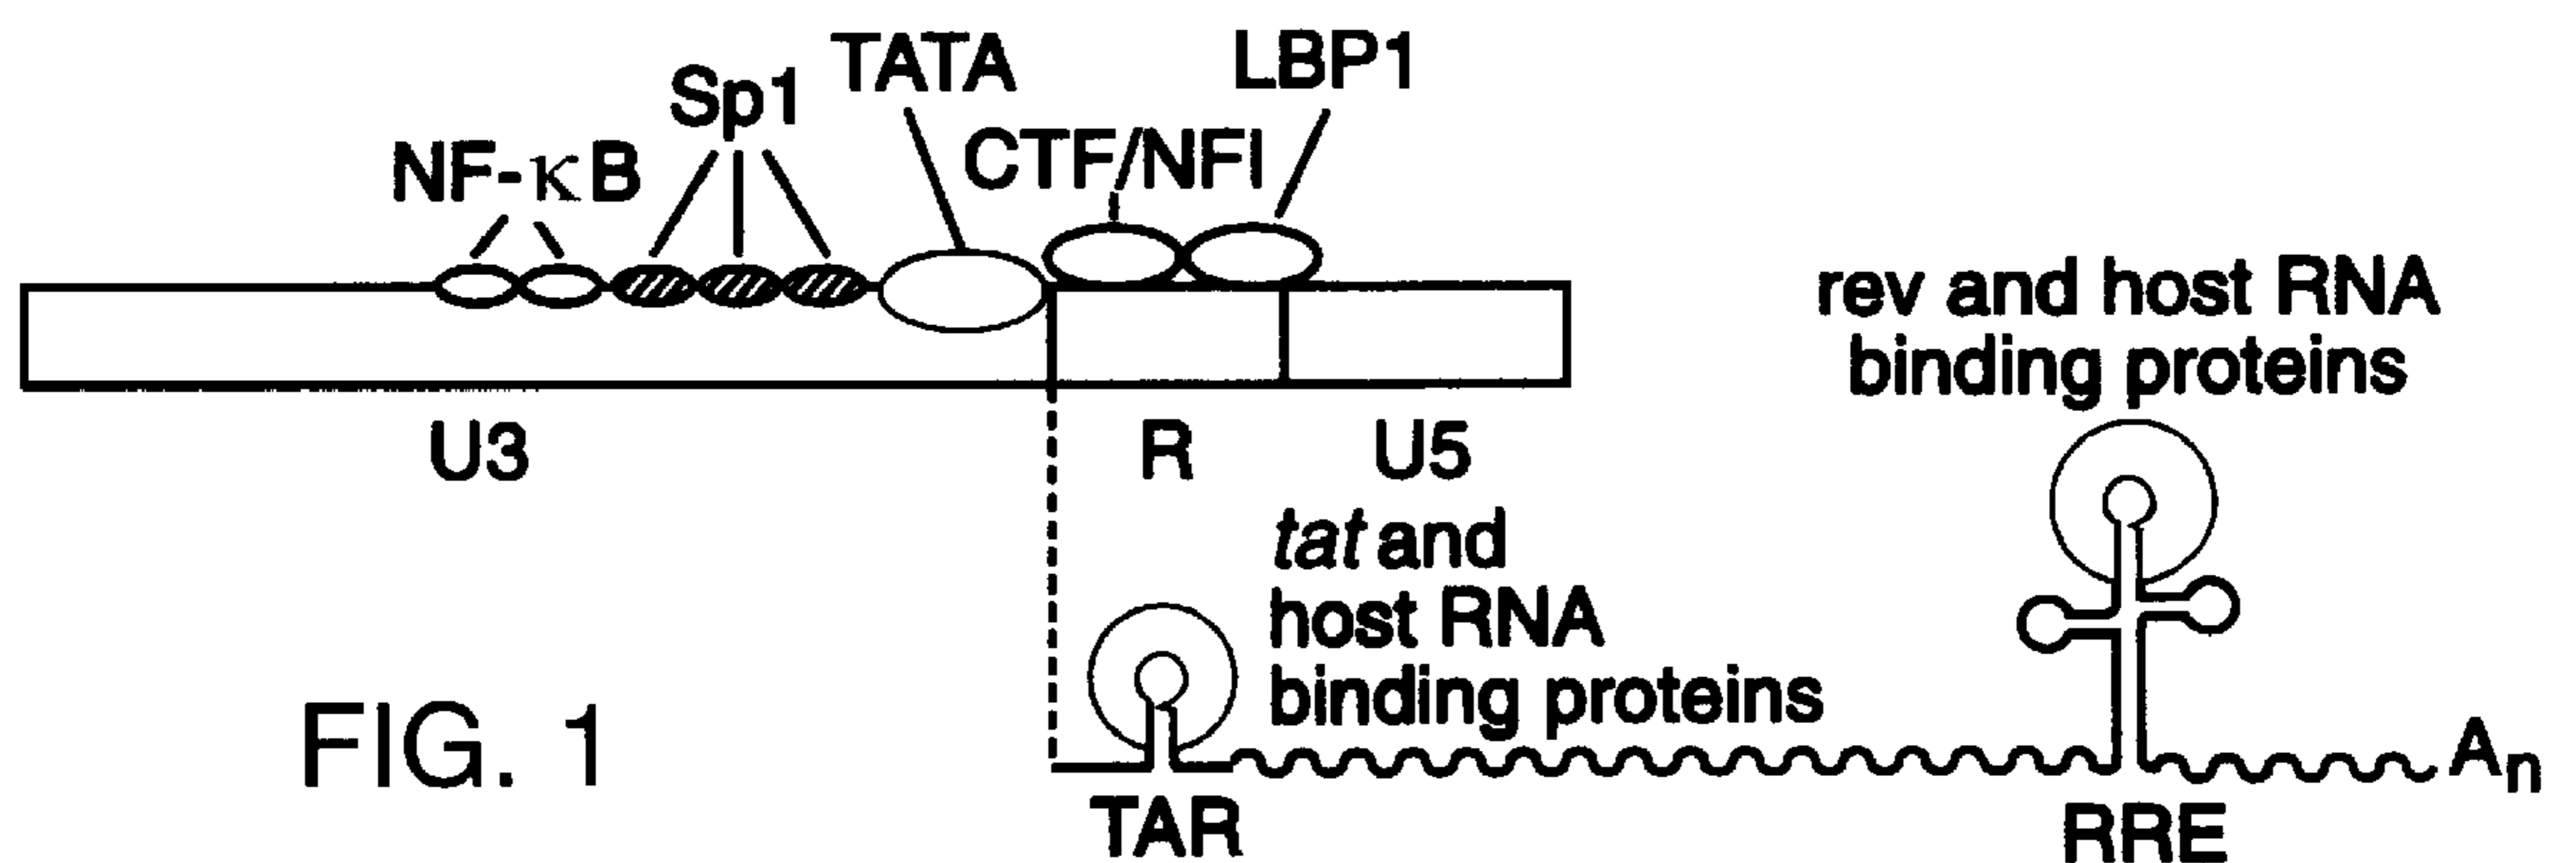 TATA
LBP1
Sp1
CTF/NFI
NF-κB
rev and host RNA
binding proteins
U3
R
U5
tat and
host RNA
binding proteins
FIG. 1
An
TAR
RRE